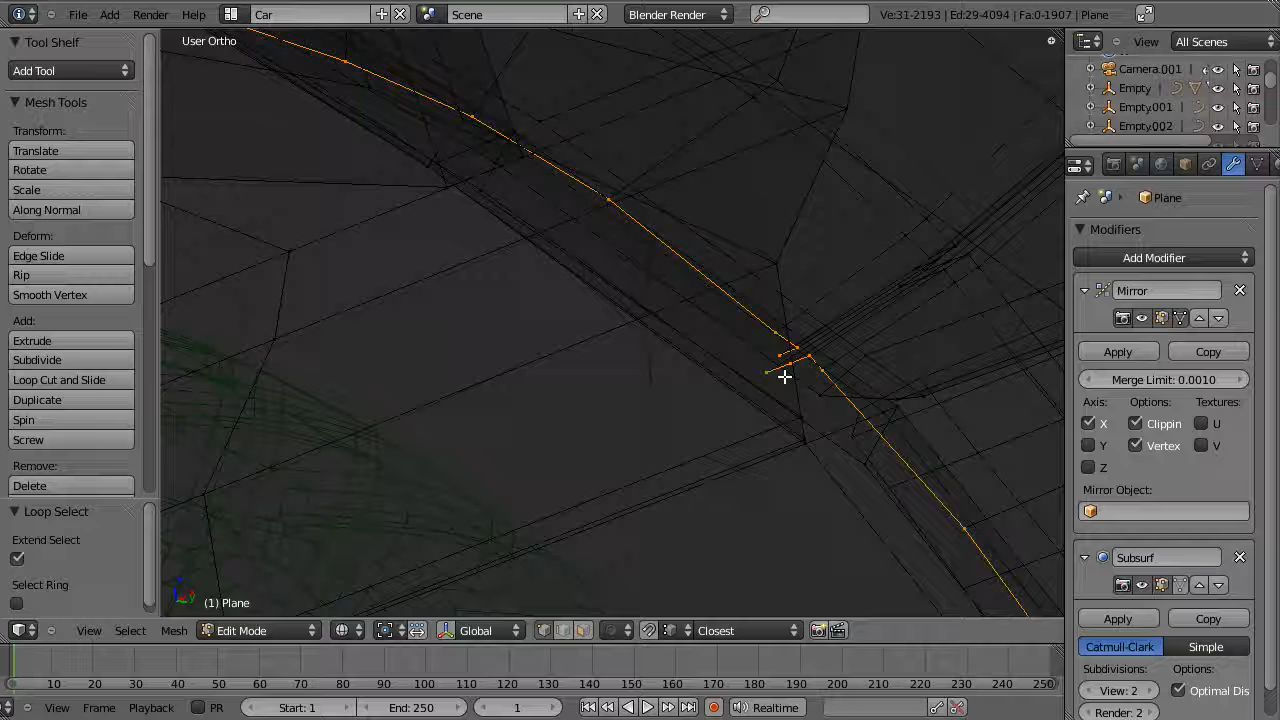 File Add Render Help Car Scene Blender Render Ve:31-2193 | Ed:29-4094 | Fa:0-1907 | Plane
Tool Shelf
Add Tool
Mesh Tools
Transform:
Translate
Rotate
Scale
Along Normal
Deform:
Edge Slide
Rip
Smooth Vertex
Add:
Extrude
Subdivide
Loop Cut and Slide
Duplicate
Spin
Screw
Remove:
Delete
Loop Select
Extend Select
Select Ring
User Ortho
(1) Plane
View All Scenes
Camera.001
Empty
Empty.001
Empty.002
Plane
Modifiers
Add Modifier
Mirror
Apply Copy
Merge Limit: 0.0010
Axis: Options: Textures:
X Clippin U
Y Vertex V
Z
Mirror Object:
Subsurf
Apply Copy
Catmull-Clark Simple
Subdivisions: Options:
View: 2 Optimal Dis
Render: 2
View Select Mesh Edit Mode Global Closest
0 10 20 30 40 50 60 70 80 90 100 110 120 130 140 150 160 170 180 190 200 210 220 230 240 250
View Frame Playback PR Start: 1 End: 250 1 Realtime